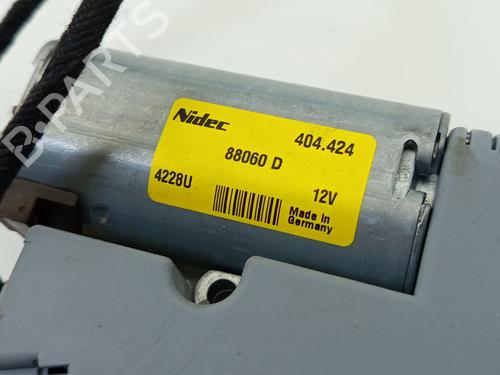 Nidec
404.424
88060 D
4228U
12V
Made in
Germany
B-PARTS